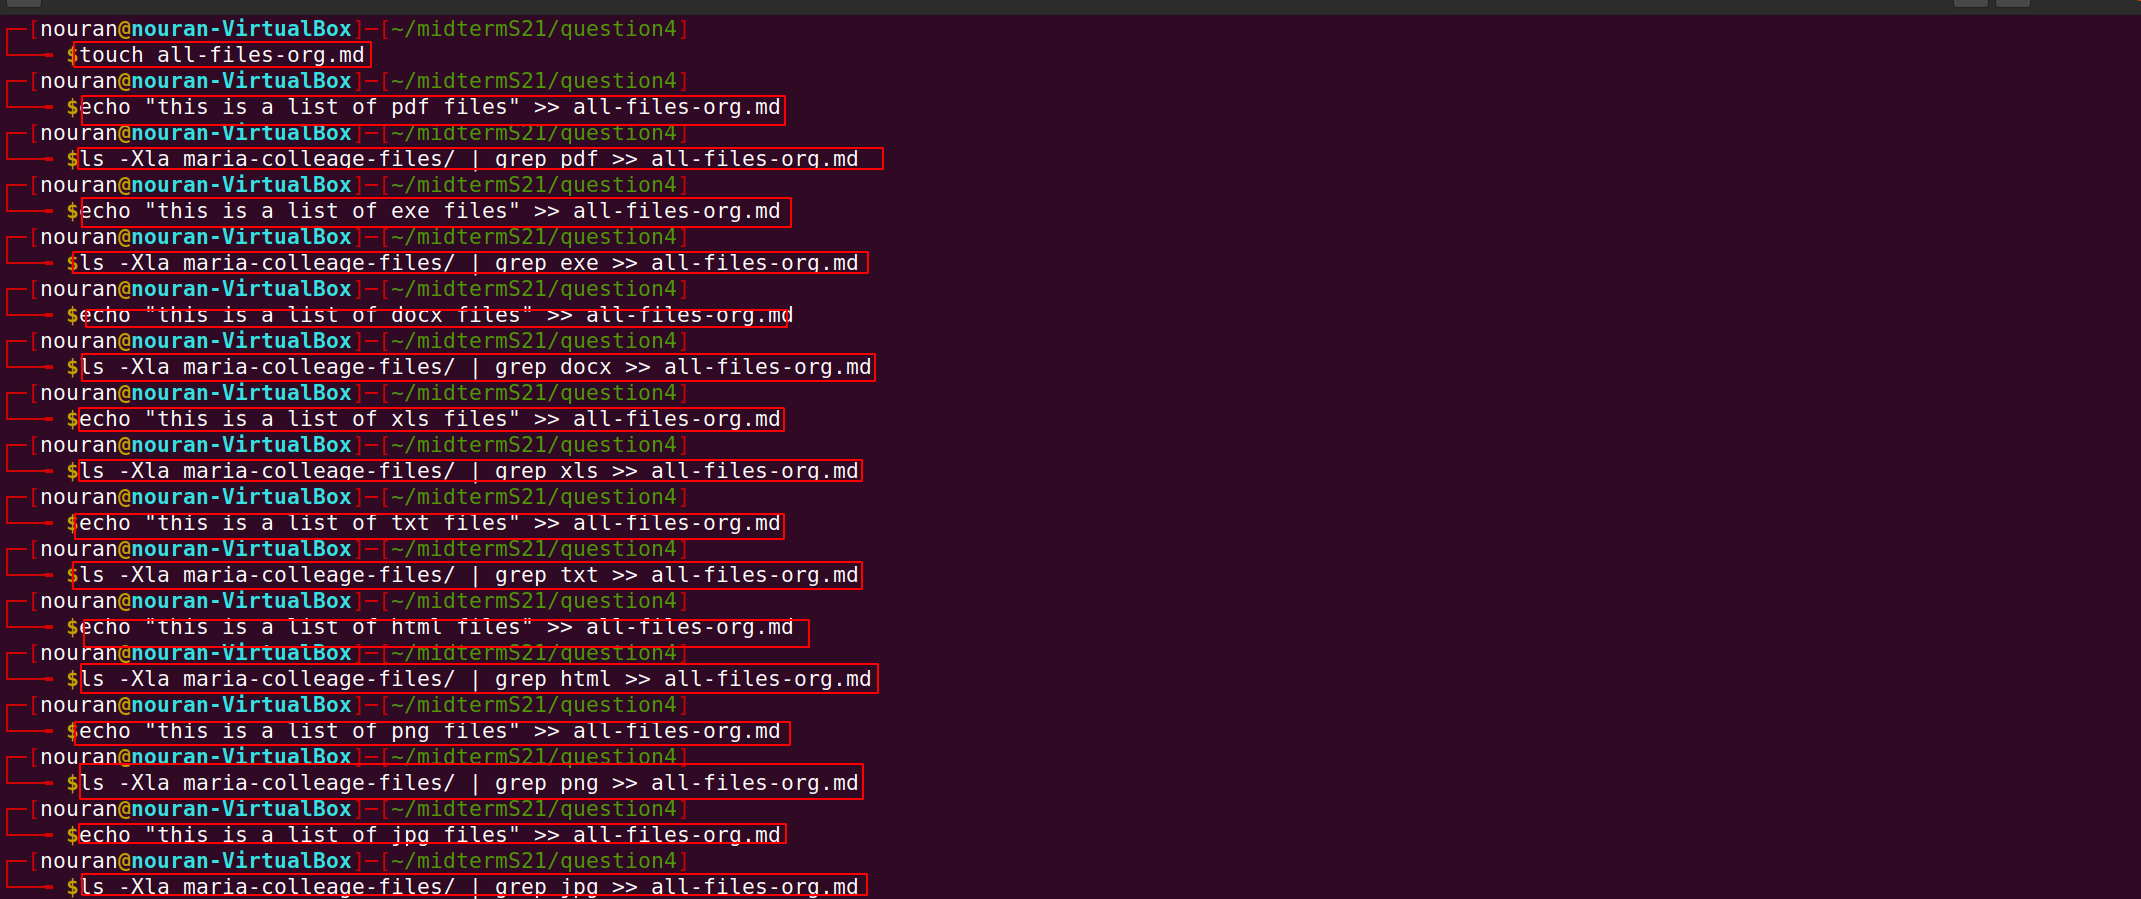 [nouran@nouran-VirtualBox]-[~/midtermS21/question4]
$touch all-files-org.md
[nouran@nouran-VirtualBox]-[~/midtermS21/question4]
$echo "this is a list of pdf files" >> all-files-org.md
[nouran@nouran-VirtualBox]-[~/midtermS21/question4]
$ls -Xla maria-colleage-files/ | grep pdf >> all-files-org.md
[nouran@nouran-VirtualBox]-[~/midtermS21/question4]
$echo "this is a list of exe files" >> all-files-org.md
[nouran@nouran-VirtualBox]-[~/midtermS21/question4]
$ls -Xla maria-colleage-files/ | grep exe >> all-files-org.md
[nouran@nouran-VirtualBox]-[~/midtermS21/question4]
$echo "this is a list of docx files" >> all-files-org.md
[nouran@nouran-VirtualBox]-[~/midtermS21/question4]
$ls -Xla maria-colleage-files/ | grep docx >> all-files-org.md
[nouran@nouran-VirtualBox]-[~/midtermS21/question4]
$echo "this is a list of xls files" >> all-files-org.md
[nouran@nouran-VirtualBox]-[~/midtermS21/question4]
$ls -Xla maria-colleage-files/ | grep xls >> all-files-org.md
[nouran@nouran-VirtualBox]-[~/midtermS21/question4]
$echo "this is a list of txt files" >> all-files-org.md
[nouran@nouran-VirtualBox]-[~/midtermS21/question4]
$ls -Xla maria-colleage-files/ | grep txt >> all-files-org.md
[nouran@nouran-VirtualBox]-[~/midtermS21/question4]
$echo "this is a list of html files" >> all-files-org.md
[nouran@nouran-VirtualBox]-[~/midtermS21/question4]
$ls -Xla maria-colleage-files/ | grep html >> all-files-org.md
[nouran@nouran-VirtualBox]-[~/midtermS21/question4]
$echo "this is a list of png files" >> all-files-org.md
[nouran@nouran-VirtualBox]-[~/midtermS21/question4]
$ls -Xla maria-colleage-files/ | grep png >> all-files-org.md
[nouran@nouran-VirtualBox]-[~/midtermS21/question4]
$echo "this is a list of jpg files" >> all-files-org.md
[nouran@nouran-VirtualBox]-[~/midtermS21/question4]
$ls -Xla maria-colleage-files/ | grep jpg >> all-files-org.md